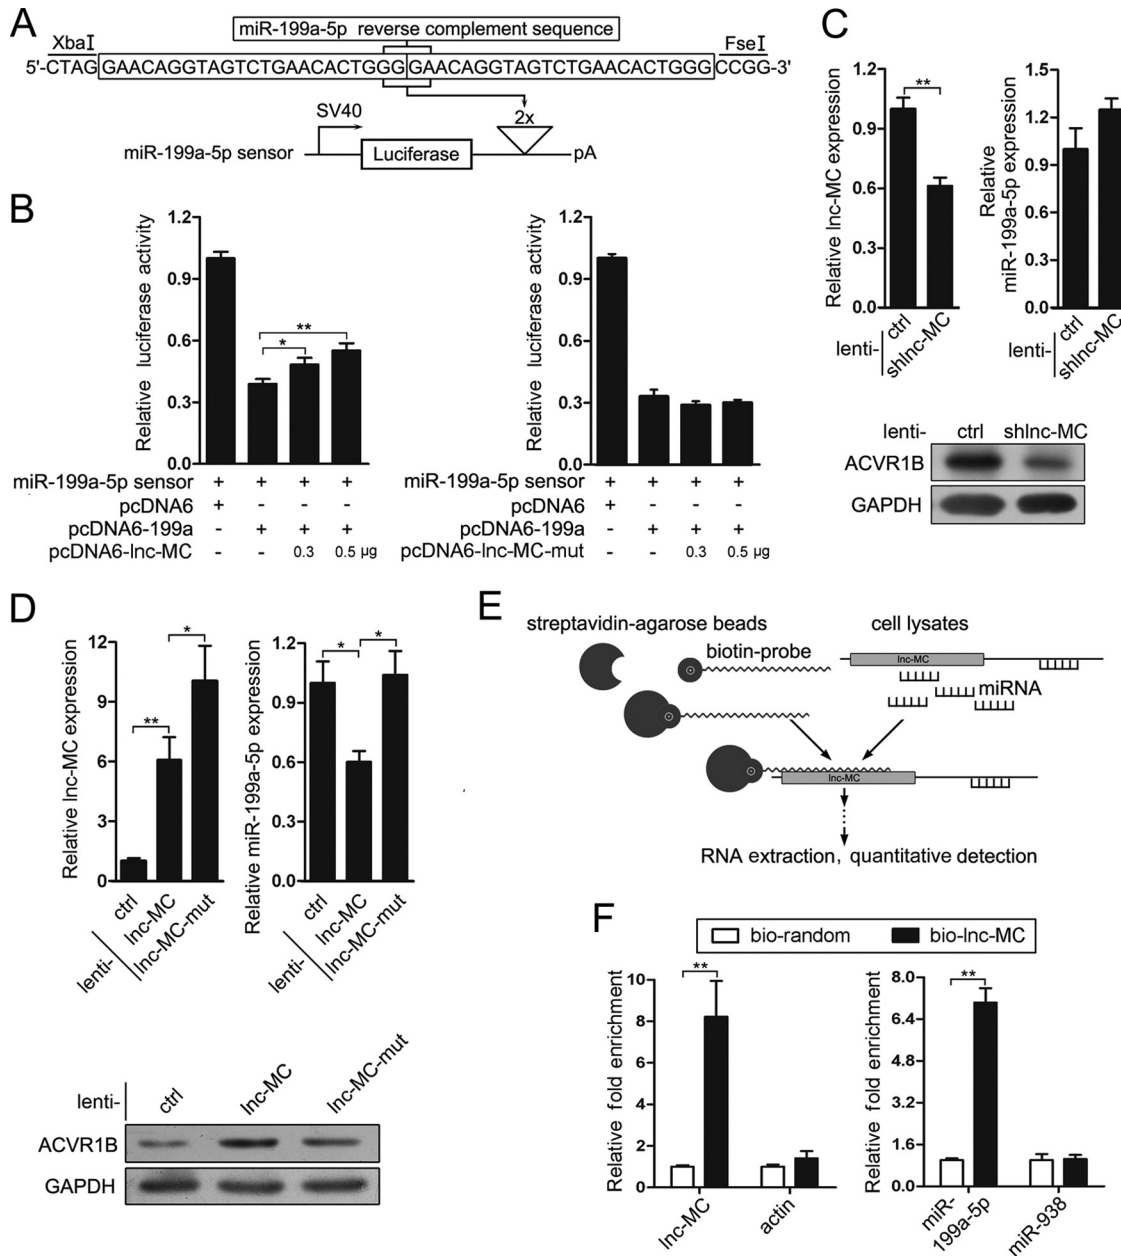 A
miR-199a-5p reverse complement sequence
XbaI
FseI
5'-CTAGGAACAGGTAGTCTGAACACTGGGGAACAGGTAGTCTGAACACTGGGCCGG-3'
SV40
2x
miR-199a-5p sensor
Luciferase
pA
B
Relative luciferase activity
1.2
0.9
0.6
0.3
0.0
*
**
miR-199a-5p sensor + + + +
pcDNA6 + - - -
pcDNA6-199a - + + +
pcDNA6-lnc-MC - - 0.3 0.5 μg
Relative luciferase activity
1.2
0.9
0.6
0.3
0.0
miR-199a-5p sensor + + + +
pcDNA6 + - - -
pcDNA6-199a - + + +
pcDNA6-lnc-MC-mut - - 0.3 0.5 μg
C
Relative lnc-MC expression
1.2
0.9
0.6
0.3
0.0
**
lenti-
ctrl
shlnc-MC
Relative
miR-199a-5p expression
1.5
1.2
0.9
0.6
0.3
0.0
lenti-
ctrl
shlnc-MC
lenti- ctrl shlnc-MC
ACVR1B
GAPDH
D
Relative lnc-MC expression
12
9
6
3
0
**
*
lenti-
ctrl
lnc-MC
lnc-MC-mut
Relative miR-199a-5p expression
1.2
0.9
0.6
0.3
0.0
*
*
lenti-
ctrl
lnc-MC
lnc-MC-mut
lenti- ctrl lnc-MC lnc-MC-mut
ACVR1B
GAPDH
E
streptavidin-agarose beads
biotin-probe
cell lysates
lnc-MC
miRNA
lnc-MC
RNA extraction, quantitative detection
F
bio-random bio-lnc-MC
Relative fold enrichment
10
8
6
4
2
0
**
lnc-MC
actin
Relative fold enrichment
8.0
6.4
4.8
3.2
1.6
0.0
**
miR-
199a-5p
miR-938